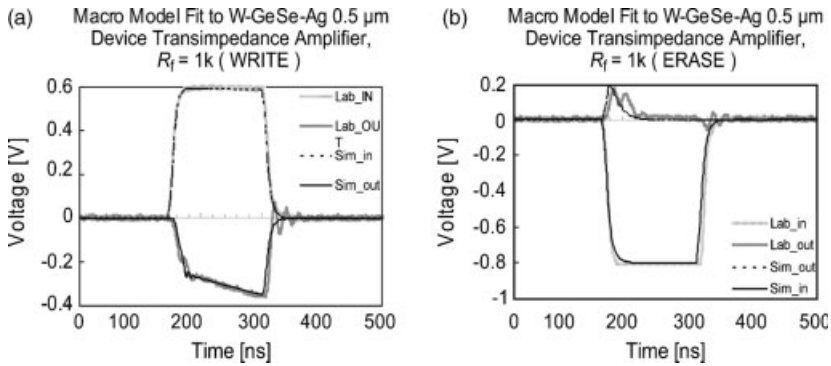 (a)
Macro Model Fit to W-GeSe-Ag 0.5 µm
Device Transimpedance Amplifier,
Rf = 1k ( WRITE )
Voltage [V]
0.6
0.4
0.2
0
-0.2
-0.4
Lab_IN
Lab_OU
T
Sim_in
Sim_out
0 100 200 300 400 500
Time [ns]
(b)
Macro Model Fit to W-GeSe-Ag 0.5 µm
Device Transimpedance Amplifier,
Rf = 1k ( ERASE )
Voltage [V]
0.2
0
-0.2
-0.4
-0.6
-0.8
-1
Lab_in
Lab_out
Sim_out
Sim_in
0 100 200 300 400 500
Time [ns]